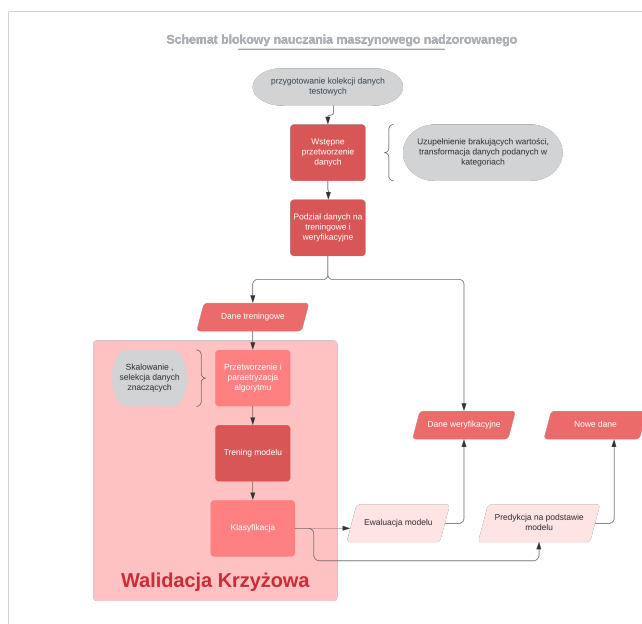 Schemat blokowy nauczania maszynowego nadzorowanego
przygotowanie kolekcji danych
testowych
Wstępne
przetworzenie
danych
Uzupełnienie brakujących wartości,
transformacja danych podanych w
kategoriach
Podział danych na
treningowe i
weryfikacyjne
Dane treningowe
Skalowanie ,
selekcja danych
znaczących
Przetworzenie i
paraetryzacja
algorytmu
Dane weryfikacyjne
Nowe dane
Trening modelu
Klasyfikacja
Ewaluacja modelu
Predykcja na podstawie
modelu
Walidacja Krzyżowa